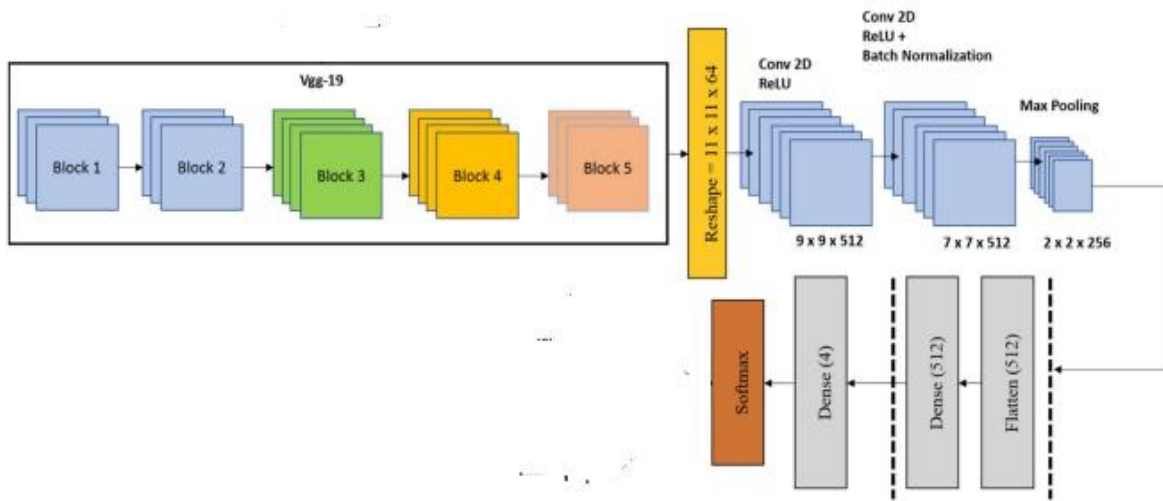 Vgg-19
Block 1
Block 2
Block 3
Block 4
Block 5
Reshape = 11 x 11 x 64
Conv 2D
ReLU
Conv 2D
ReLU +
Batch Normalization
Max Pooling
9 x 9 x 512
7 x 7 x 512
2 x 2 x 256
Softmax
Dense (4)
Dense (512)
Flatten (512)